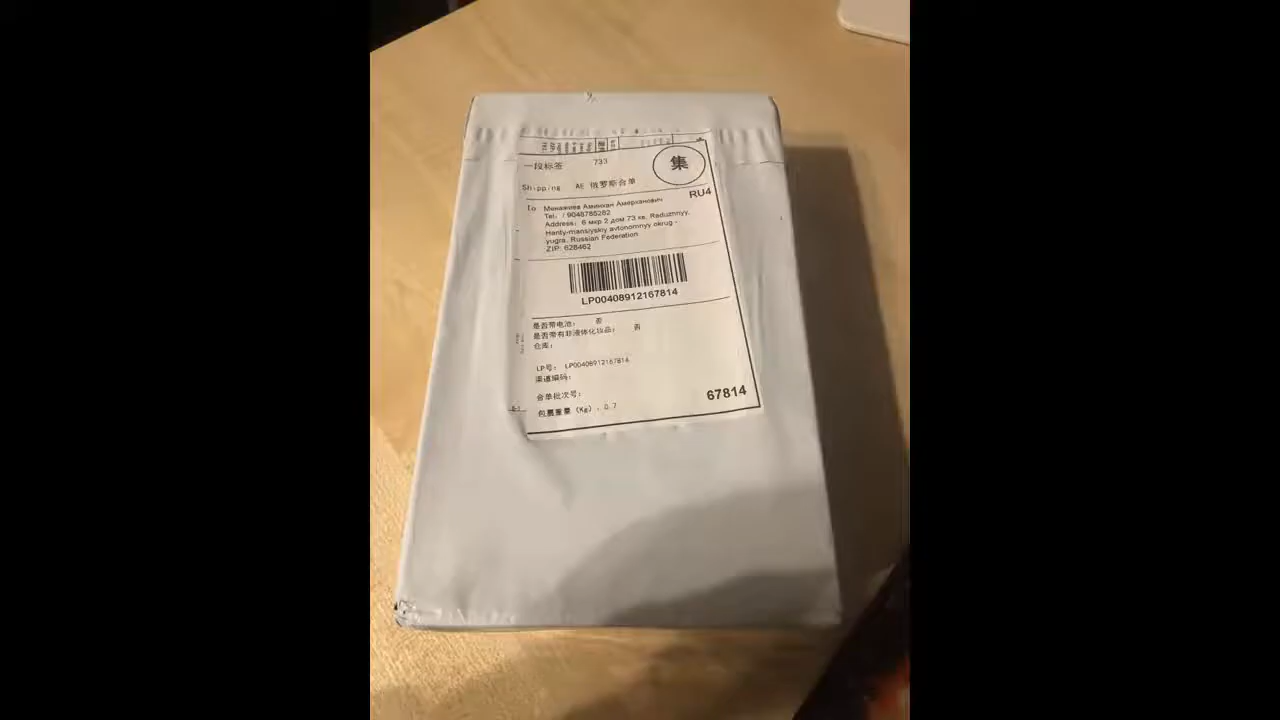 一段标签 733 集
Shipping AE 俄罗斯合单
RU4
To Менажиев Аминхан Амерханович
Tel: / 9048785282
Address: 6 мкр 2 дом 73 кв, Raduzhnyy,
Hanty-mansiyskiy avtonomnyy okrug -
yugra, Russian Federation
ZIP: 628462
LP00408912167814
是否带电池: 否
是否带有非液体化妆品: 否
仓库:
LP号: LP00408912167814
渠道编码:
合单批次号:
包裹重量 (Kg) : 0.7
67814